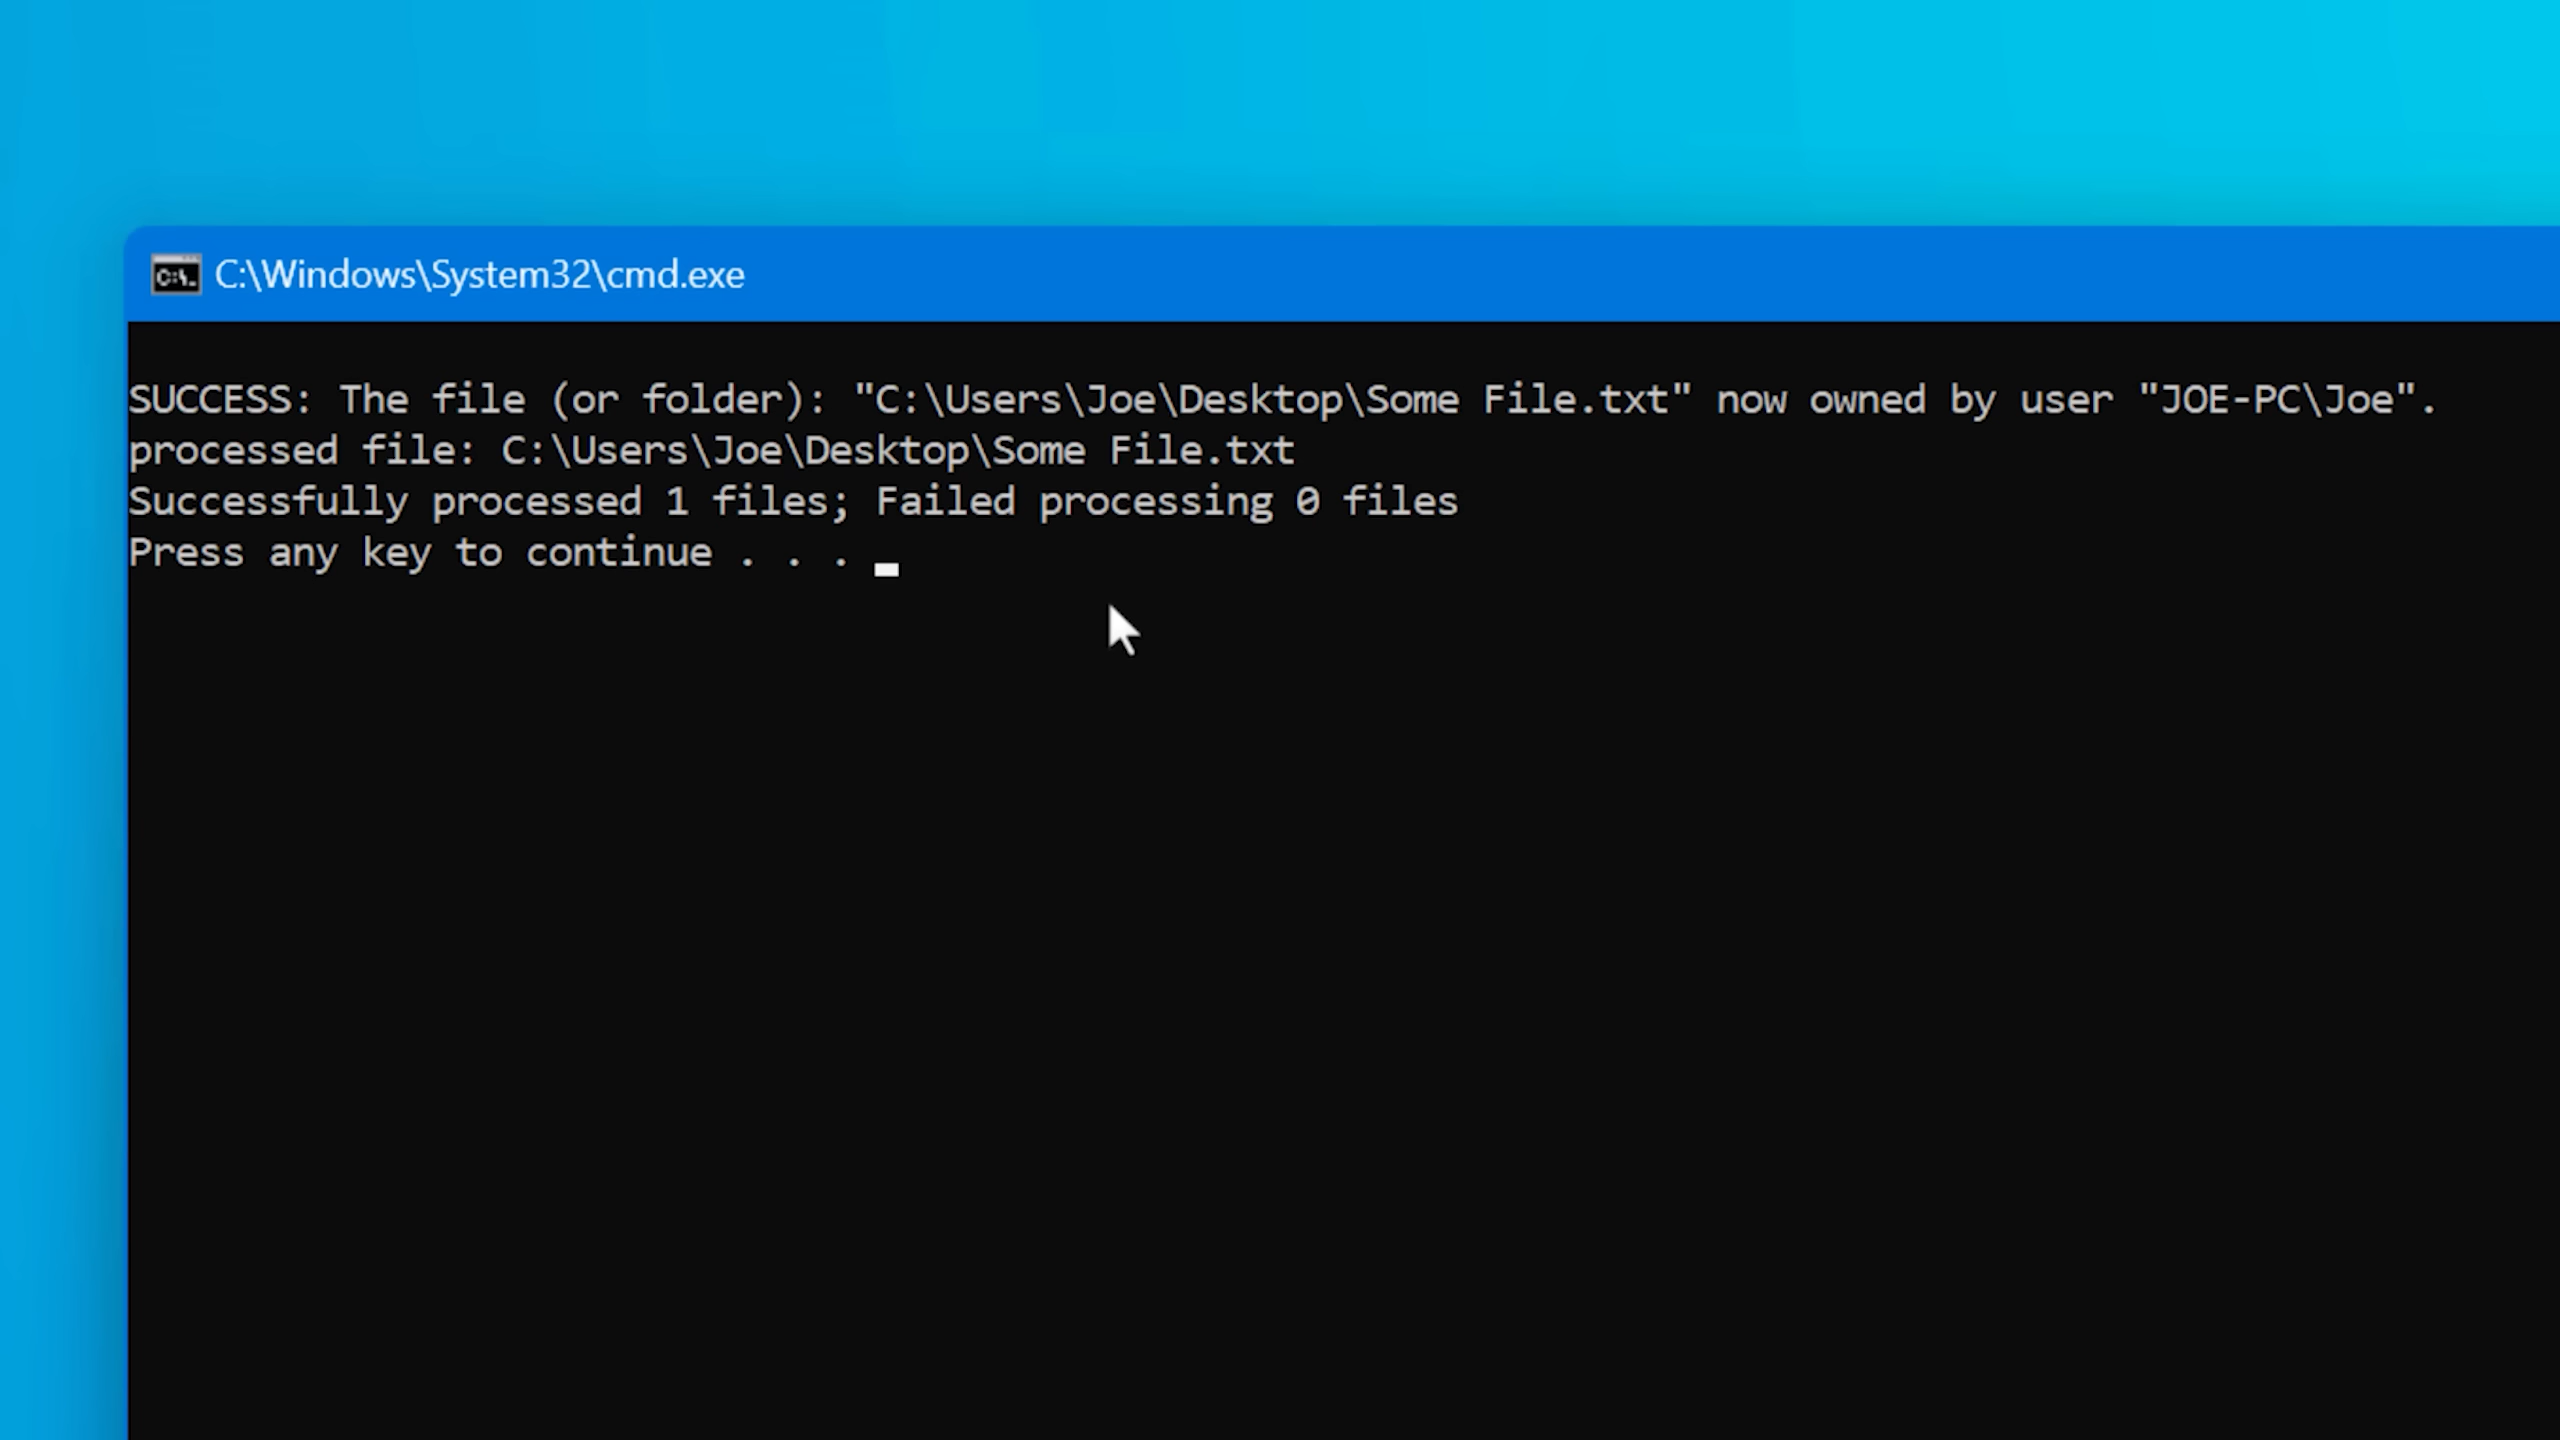 C:\Windows\System32\cmd.exe
SUCCESS: The file (or folder): "C:\Users\Joe\Desktop\Some File.txt" now owned by user "JOE-PC\Joe".
processed file: C:\Users\Joe\Desktop\Some File.txt
Successfully processed 1 files; Failed processing 0 files
Press any key to continue . . .